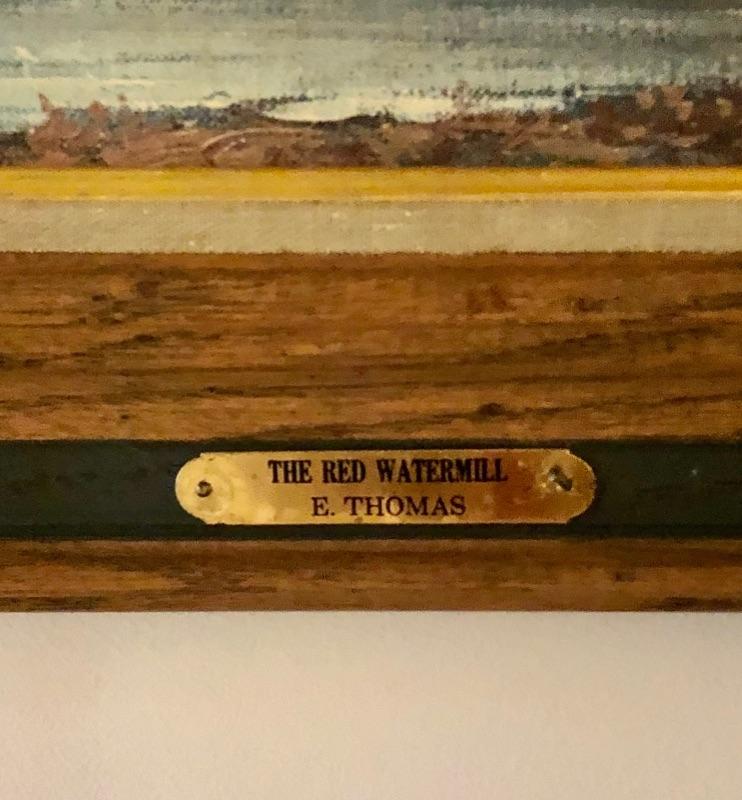 THE RED WATERMILL
E. THOMAS